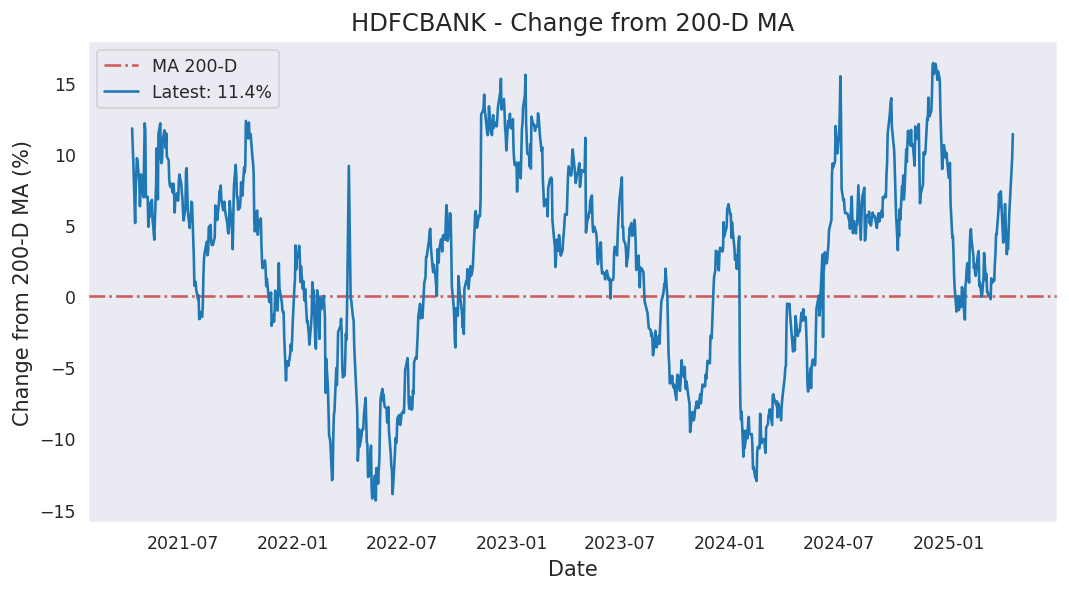 HDFCBANK - Change from 200-D MA
MA 200-D
Latest: 11.4%
Change from 200-D MA (%)
15
10
5
0
−5
−10
−15
2021-07 2022-01 2022-07 2023-01 2023-07 2024-01 2024-07 2025-01
Date